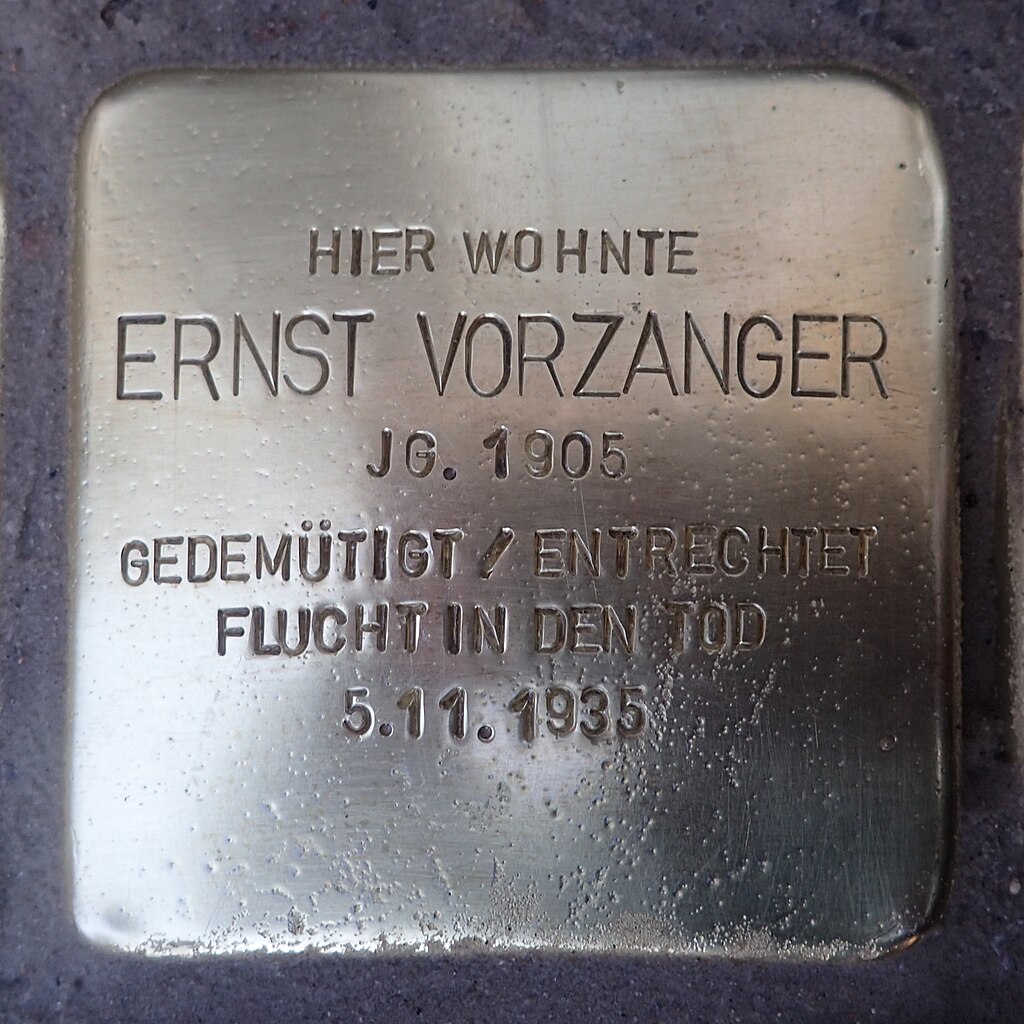 HIER WOHNTE
ERNST VORZANGER
JG. 1905
GEDEMÜTIGT / ENTRECHTET
FLUCHT IN DEN TOD
5.11.1935